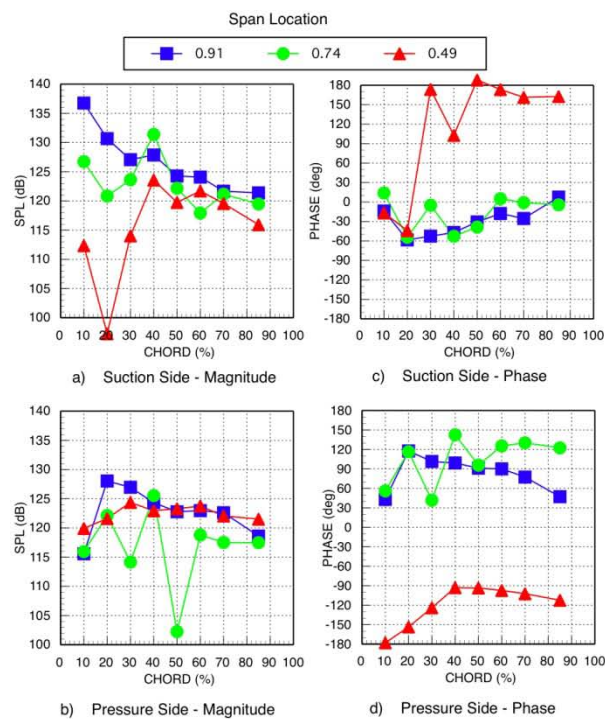 Span Location
0.91 0.74 0.49
140
135
130
125
120
115
110
105
100
SPL (dB)
0 10 20 30 40 50 60 70 80 90 100
CHORD (%)
a) Suction Side - Magnitude
180
150
120
90
60
30
0
-30
-60
-90
-120
-150
-180
PHASE (deg)
0 10 20 30 40 50 60 70 80 90 100
CHORD (%)
c) Suction Side - Phase
140
135
130
125
120
115
110
105
100
SPL (dB)
0 10 20 30 40 50 60 70 80 90 100
CHORD (%)
b) Pressure Side - Magnitude
180
150
120
90
60
30
0
-30
-60
-90
-120
-150
-180
PHASE (deg)
0 10 20 30 40 50 60 70 80 90 100
CHORD (%)
d) Pressure Side - Phase